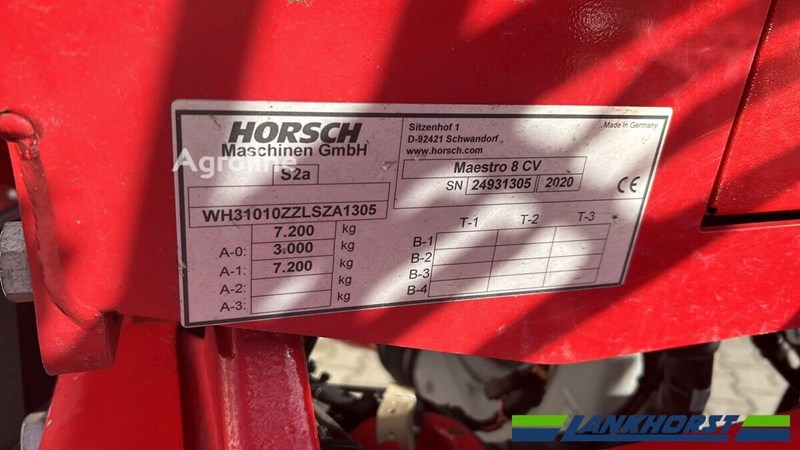 HORSCH
Maschinen GmbH
S2a
WH31010ZZLSZA1305
7.200 kg
A-0: 3.000 kg
A-1: 7.200 kg
A-2: kg
A-3:
Sitzenhof 1
D-92421 Schwandorf
www.horsch.com
Made in Germany
Maestro 8 CV
SN 24931305 2020
CE
T-1 T-2 T-3
B-1
B-2
B-3
B-4
Agroline
LANKHORST